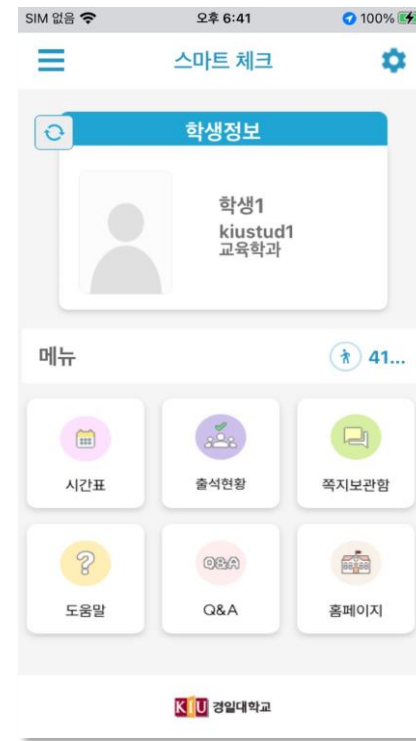 SIM 없음 오후 6:41 100%
스마트 체크
학생정보
학생1
kiustud1
교육학과
메뉴 41...
시간표 출석현황 쪽지보관함
Q&A
도움말 Q&A 홈페이지
KIU 경일대학교